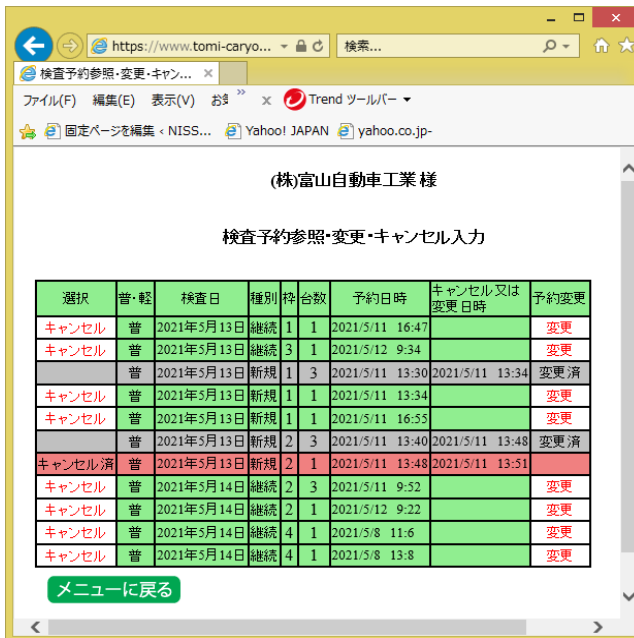 https://www.tomi-caryo... 検索...
検査予約参照・変更・キャン... ×
ファイル(F) 編集(E) 表示(V) お気 » x Trend ツールバー ▼
固定ページを編集 ‹ NISS... Yahoo! JAPAN yahoo.co.jp-
(株)富山自動車工業 様
検査予約参照・変更・キャンセル入力
選択 普・軽 検査日 種別 枠 台数 予約日時 キャンセル又は変更日時 予約変更
キャンセル 普 2021年5月13日 継続 1 1 2021/5/11 16:47 変更
キャンセル 普 2021年5月13日 継続 3 1 2021/5/12 9:34 変更
普 2021年5月13日 新規 1 3 2021/5/11 13:30 2021/5/11 13:34 変更済
キャンセル 普 2021年5月13日 新規 1 1 2021/5/11 13:34 変更
キャンセル 普 2021年5月13日 新規 1 1 2021/5/11 16:55 変更
普 2021年5月13日 新規 2 3 2021/5/11 13:40 2021/5/11 13:48 変更済
キャンセル済 普 2021年5月13日 新規 2 1 2021/5/11 13:48 2021/5/11 13:51
キャンセル 普 2021年5月14日 継続 2 3 2021/5/11 9:52 変更
キャンセル 普 2021年5月14日 継続 2 1 2021/5/12 9:22 変更
キャンセル 普 2021年5月14日 継続 4 1 2021/5/8 11:6 変更
キャンセル 普 2021年5月14日 継続 4 1 2021/5/8 13:8 変更
メニューに戻る